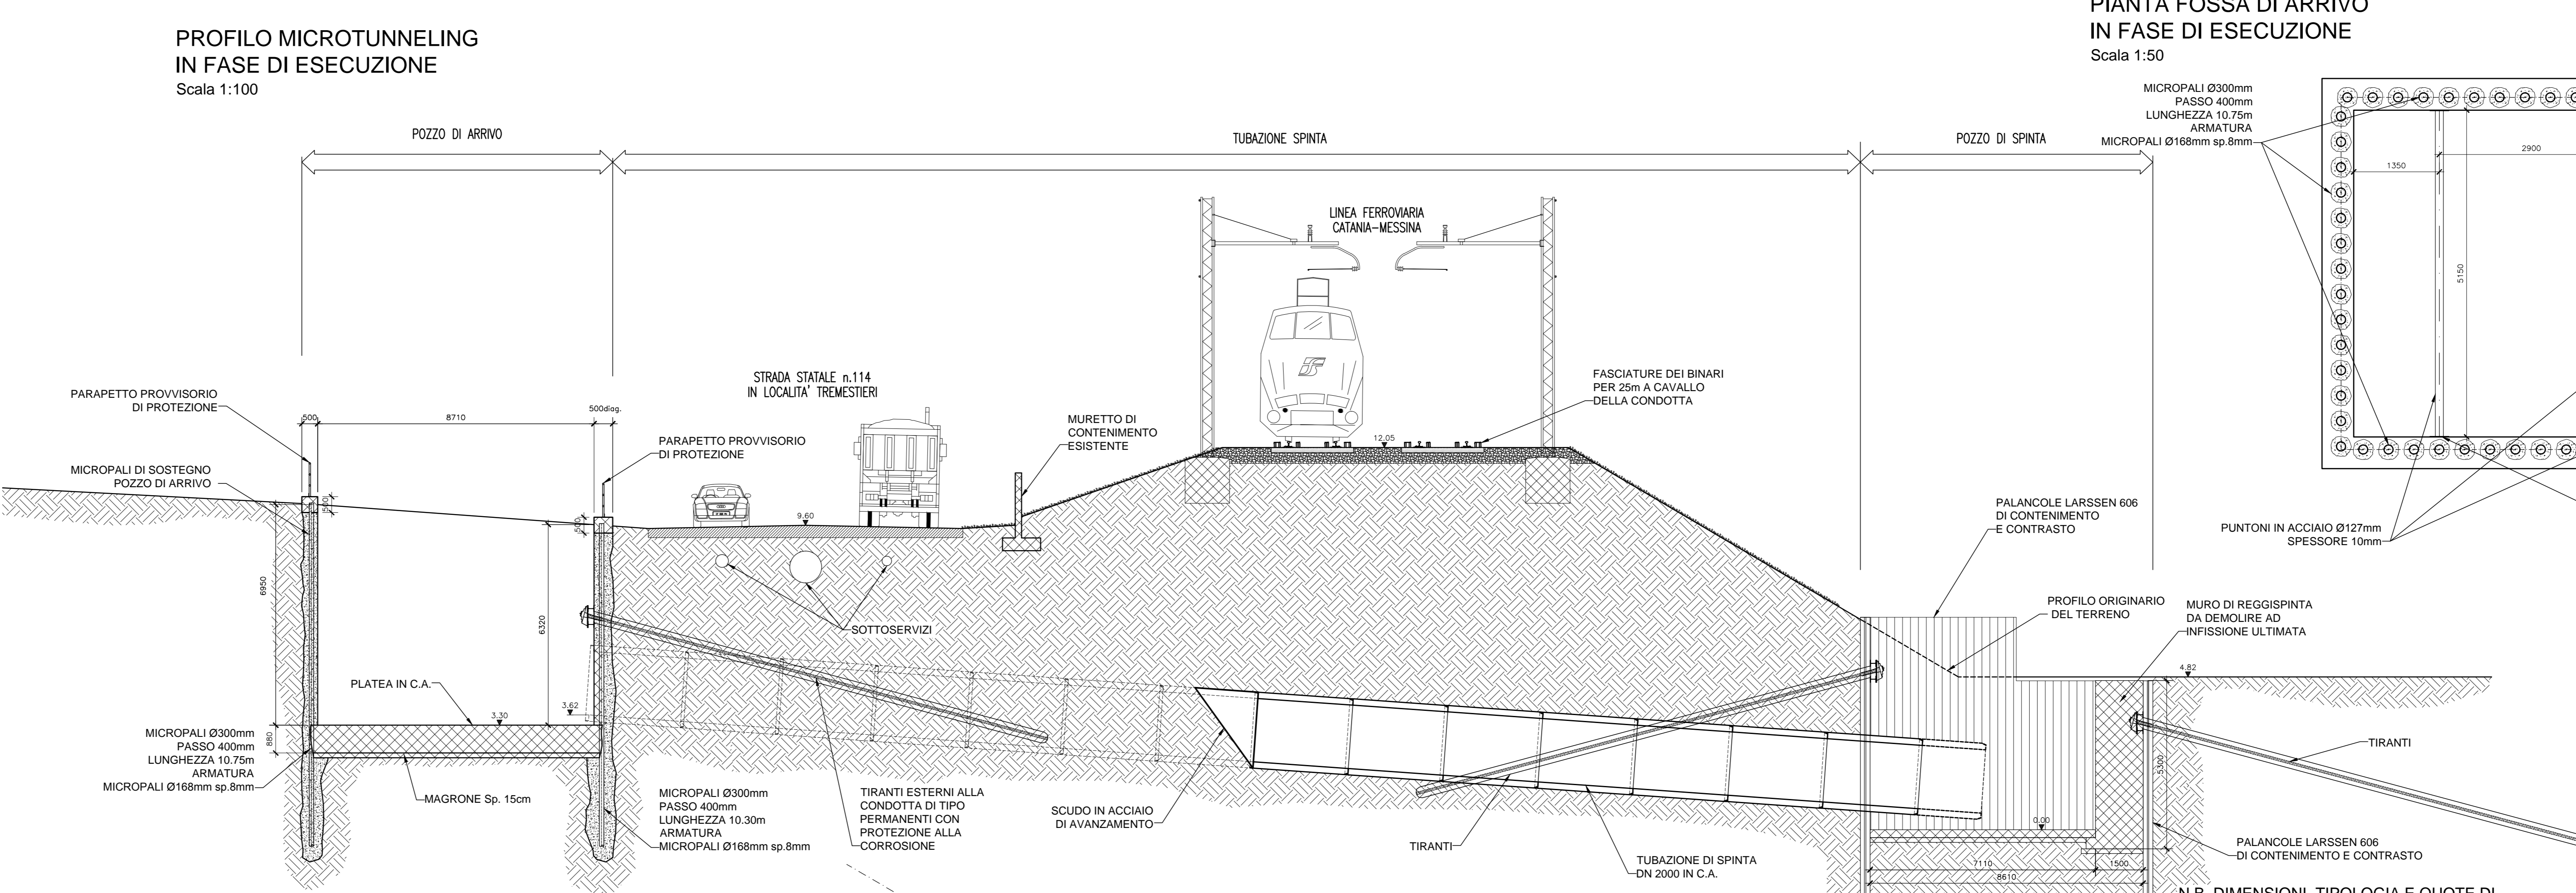 PROFILO MICROTUNNELING
IN FASE DI ESECUZIONE
Scala 1:100
PIANTA FOSSA DI ARRIVO
IN FASE DI ESECUZIONE
Scala 1:50
POZZO DI ARRIVO
TUBAZIONE SPINTA
POZZO DI SPINTA
MICROPALI Ø300mm
PASSO 400mm
LUNGHEZZA 10.75m
ARMATURA
MICROPALI Ø168mm sp.8mm
1350
2900
5150
PUNTONI IN ACCIAIO Ø127mm
SPESSORE 10mm
LINEA FERROVIARIA
CATANIA-MESSINA
STRADA STATALE n.114
IN LOCALITA' TREMESTIERI
FASCIATURE DEI BINARI
PER 25m A CAVALLO
DELLA CONDOTTA
PARAPETTO PROVVISORIO
DI PROTEZIONE
500
8710
500diag.
MURETTO DI
CONTENIMENTO
ESISTENTE
12.05
PARAPETTO PROVVISORIO
DI PROTEZIONE
MICROPALI DI SOSTEGNO
POZZO DI ARRIVO
500
500
9.60
PALANCOLE LARSSEN 606
DI CONTENIMENTO
E CONTRASTO
6950
6320
SOTTOSERVIZI
PROFILO ORIGINARIO
DEL TERRENO
MURO DI REGGISPINTA
DA DEMOLIRE AD
INFISSIONE ULTIMATA
4.82
PLATEA IN C.A.
3.30
3.62
880
MICROPALI Ø300mm
PASSO 400mm
LUNGHEZZA 10.75m
ARMATURA
MICROPALI Ø168mm sp.8mm
MAGRONE Sp. 15cm
MICROPALI Ø300mm
PASSO 400mm
LUNGHEZZA 10.30m
ARMATURA
MICROPALI Ø168mm sp.8mm
TIRANTI ESTERNI ALLA
CONDOTTA DI TIPO
PERMANENTI CON
PROTEZIONE ALLA
CORROSIONE
SCUDO IN ACCIAIO
DI AVANZAMENTO
TIRANTI
TUBAZIONE DI SPINTA
DN 2000 IN C.A.
0.00
5300
TIRANTI
PALANCOLE LARSSEN 606
DI CONTENIMENTO E CONTRASTO
7110
1500
8610
N.B. DIMENSIONI, TIPOLOGIA E QUOTE DI